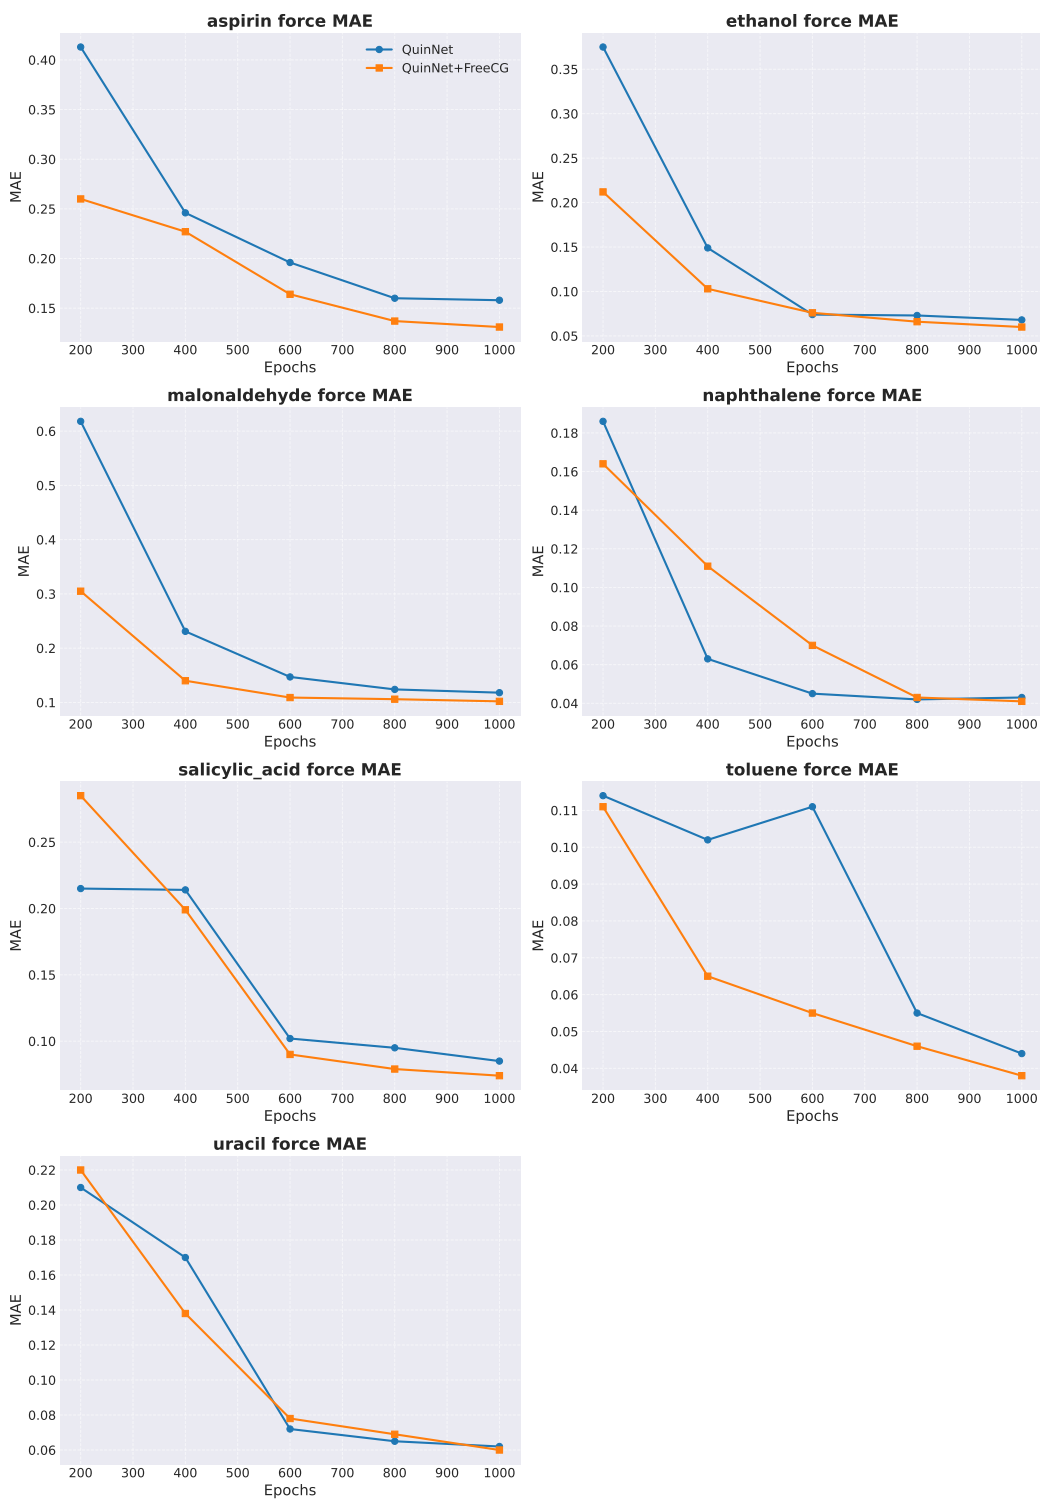 aspirin force MAE
QuinNet
QuinNet+FreeCG
0.40
0.35
0.30
0.25
0.20
0.15
MAE
200 300 400 500 600 700 800 900 1000
Epochs
ethanol force MAE
0.35
0.30
0.25
0.20
0.15
0.10
0.05
MAE
200 300 400 500 600 700 800 900 1000
Epochs
malonaldehyde force MAE
0.6
0.5
0.4
0.3
0.2
0.1
MAE
200 300 400 500 600 700 800 900 1000
Epochs
naphthalene force MAE
0.18
0.16
0.14
0.12
0.10
0.08
0.06
0.04
MAE
200 300 400 500 600 700 800 900 1000
Epochs
salicylic_acid force MAE
0.25
0.20
0.15
0.10
MAE
200 300 400 500 600 700 800 900 1000
Epochs
toluene force MAE
0.11
0.10
0.09
0.08
0.07
0.06
0.05
0.04
MAE
200 300 400 500 600 700 800 900 1000
Epochs
uracil force MAE
0.22
0.20
0.18
0.16
0.14
0.12
0.10
0.08
0.06
MAE
200 300 400 500 600 700 800 900 1000
Epochs